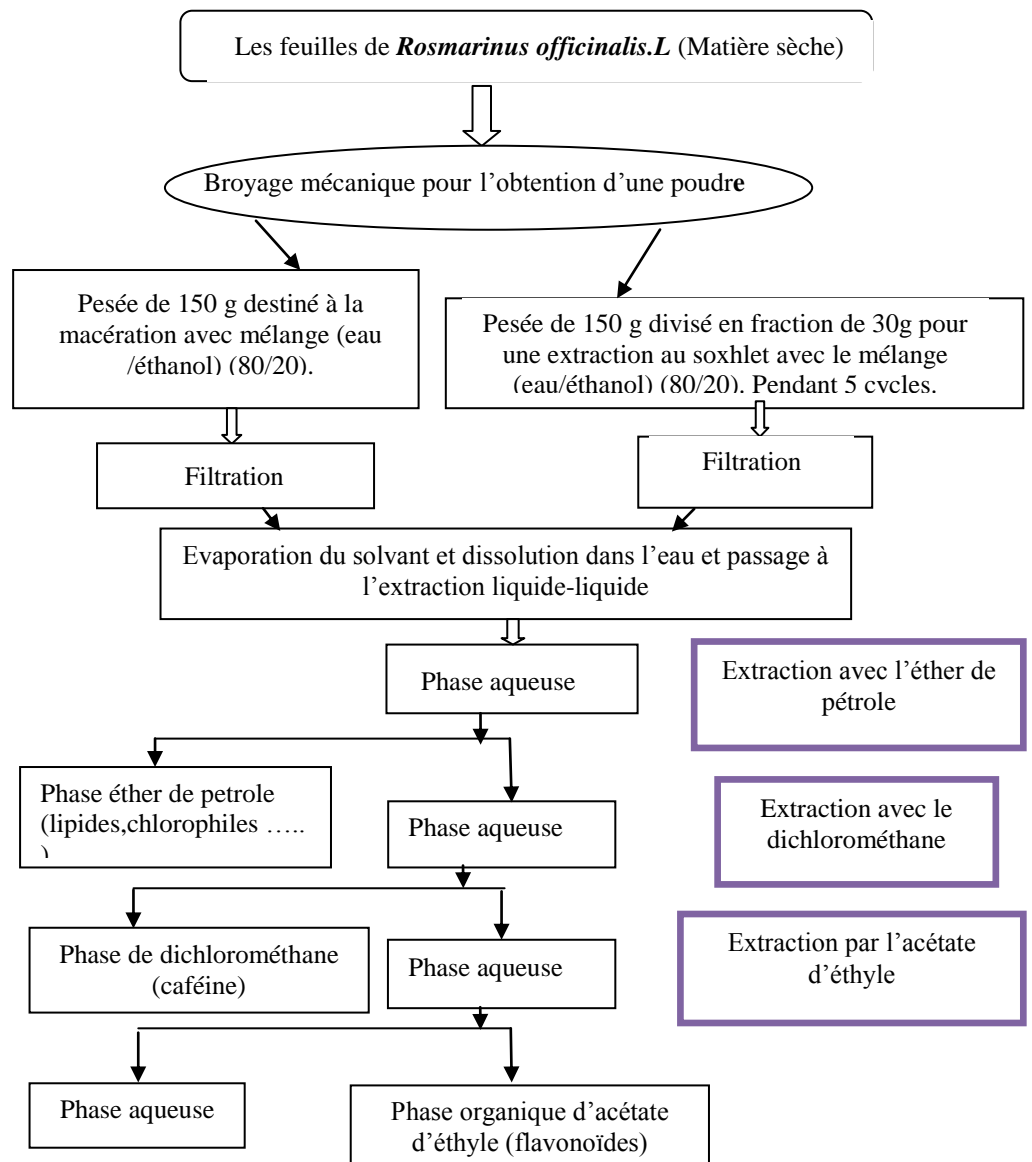 Les feuilles de Rosmarinus officinalis.L (Matière sèche)
Broyage mécanique pour l’obtention d’une poudre
Pesée de 150 g destiné à la
macération avec mélange (eau
/éthanol) (80/20).
Pesée de 150 g divisé en fraction de 30g pour
une extraction au soxhlet avec le mélange
(eau/éthanol) (80/20). Pendant 5 cycles.
Filtration
Filtration
Evaporation du solvant et dissolution dans l’eau et passage à
l’extraction liquide-liquide
Phase aqueuse
Extraction avec l’éther de
pétrole
Phase éther de petrole
(lipides,chlorophiles …..
)
Phase aqueuse
Extraction avec le
dichlorométhane
Phase de dichlorométhane
(caféine)
Phase aqueuse
Extraction par l’acétate
d’éthyle
Phase aqueuse
Phase organique d’acétate
d’éthyle (flavonoïdes)